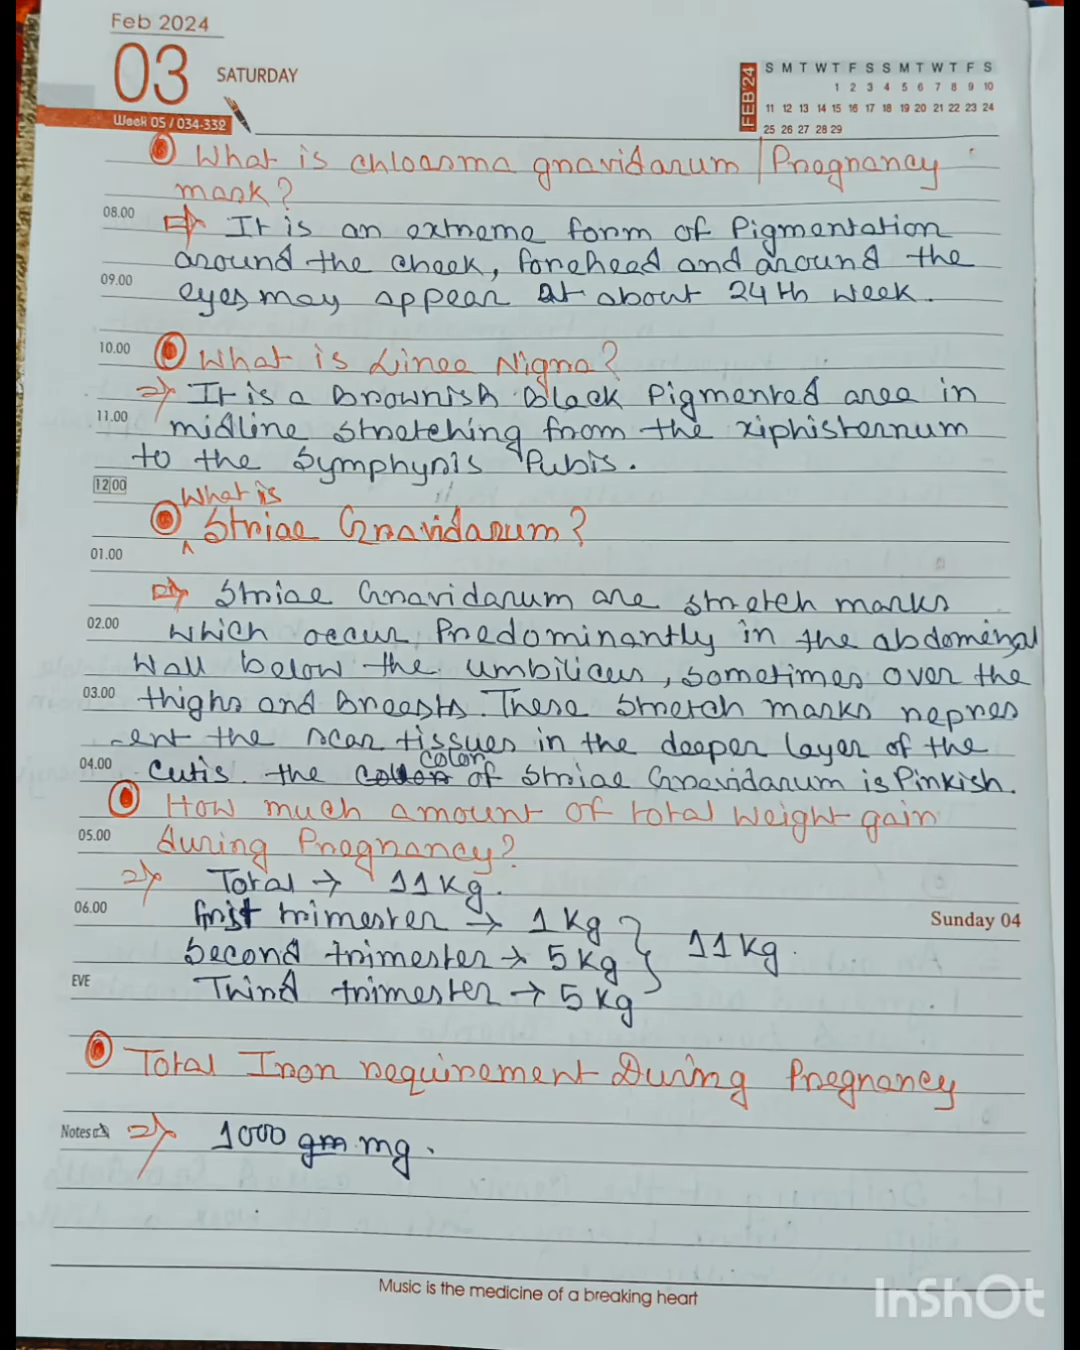 Feb 2024
03 SATURDAY
Week 05 / 034-332
FEB'24
S M T W T F S S M T W T F S
1 2 3 4 5 6 7 8 9 10
11 12 13 14 15 16 17 18 19 20 21 22 23 24
25 26 27 28 29
What is chloasma gravidarum / Pregnancy
mask?
08.00
⇒ It is an extreme form of Pigmentation
around the cheek, forehead and around the
09.00
eyes may appear at about 24th week.
10.00
What is Linea Nigra?
⇒ It is a brownish black Pigmented area in
11.00
midline stretching from the xiphisternum
to the Symphysis Pubis.
12.00
What is
Striae Gravidarum?
01.00
⇒ Striae Gravidarum are stretch marks
02.00
which occur Predominantly in the abdominal
wall below the umbilicus, sometimes over the
03.00
thighs and breasts. These stretch marks repres
-ent the scar tissues in the deeper layer of the
04.00
color
cutis. the of Striae Gravidarum is Pinkish.
How much amount of total weight gain
05.00
during Pregnancy?
⇒ Total → 11 kg.
06.00
first trimester → 1 kg
Sunday 04
Second trimester → 5 kg } 11 kg.
EVE
Third trimester → 5 kg
Total Iron requirement During Pregnancy
Notes
⇒ 1000 gm mg.
Music is the medicine of a breaking heart
InShOt